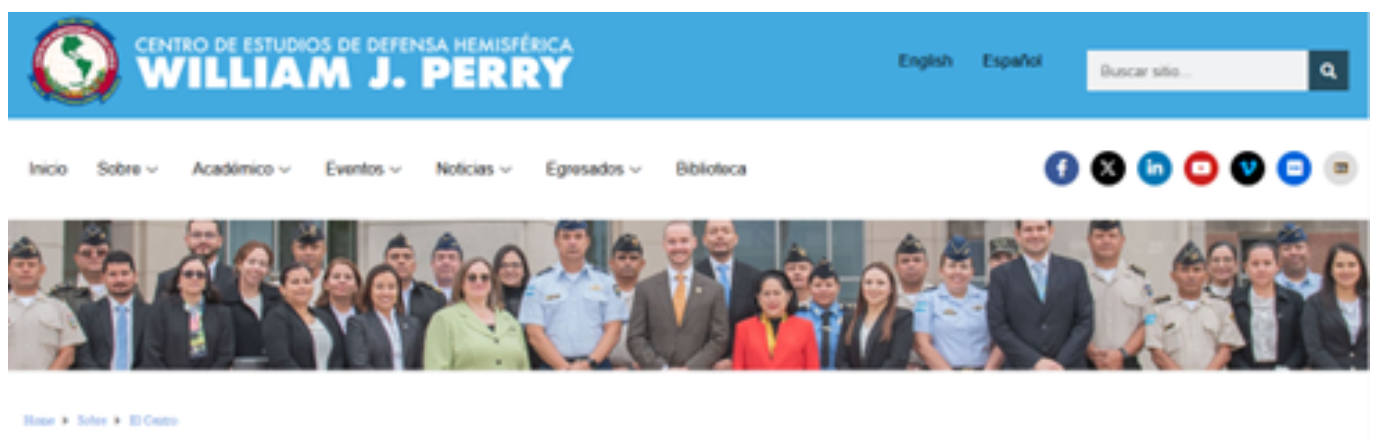 CENTRO DE ESTUDIOS DE DEFENSA HEMISFÉRICA
WILLIAM J. PERRY
English Español
Buscar sitio...
Inicio Sobre Académico Eventos Noticias Egresados Biblioteca
in
Home Sobre El Centro